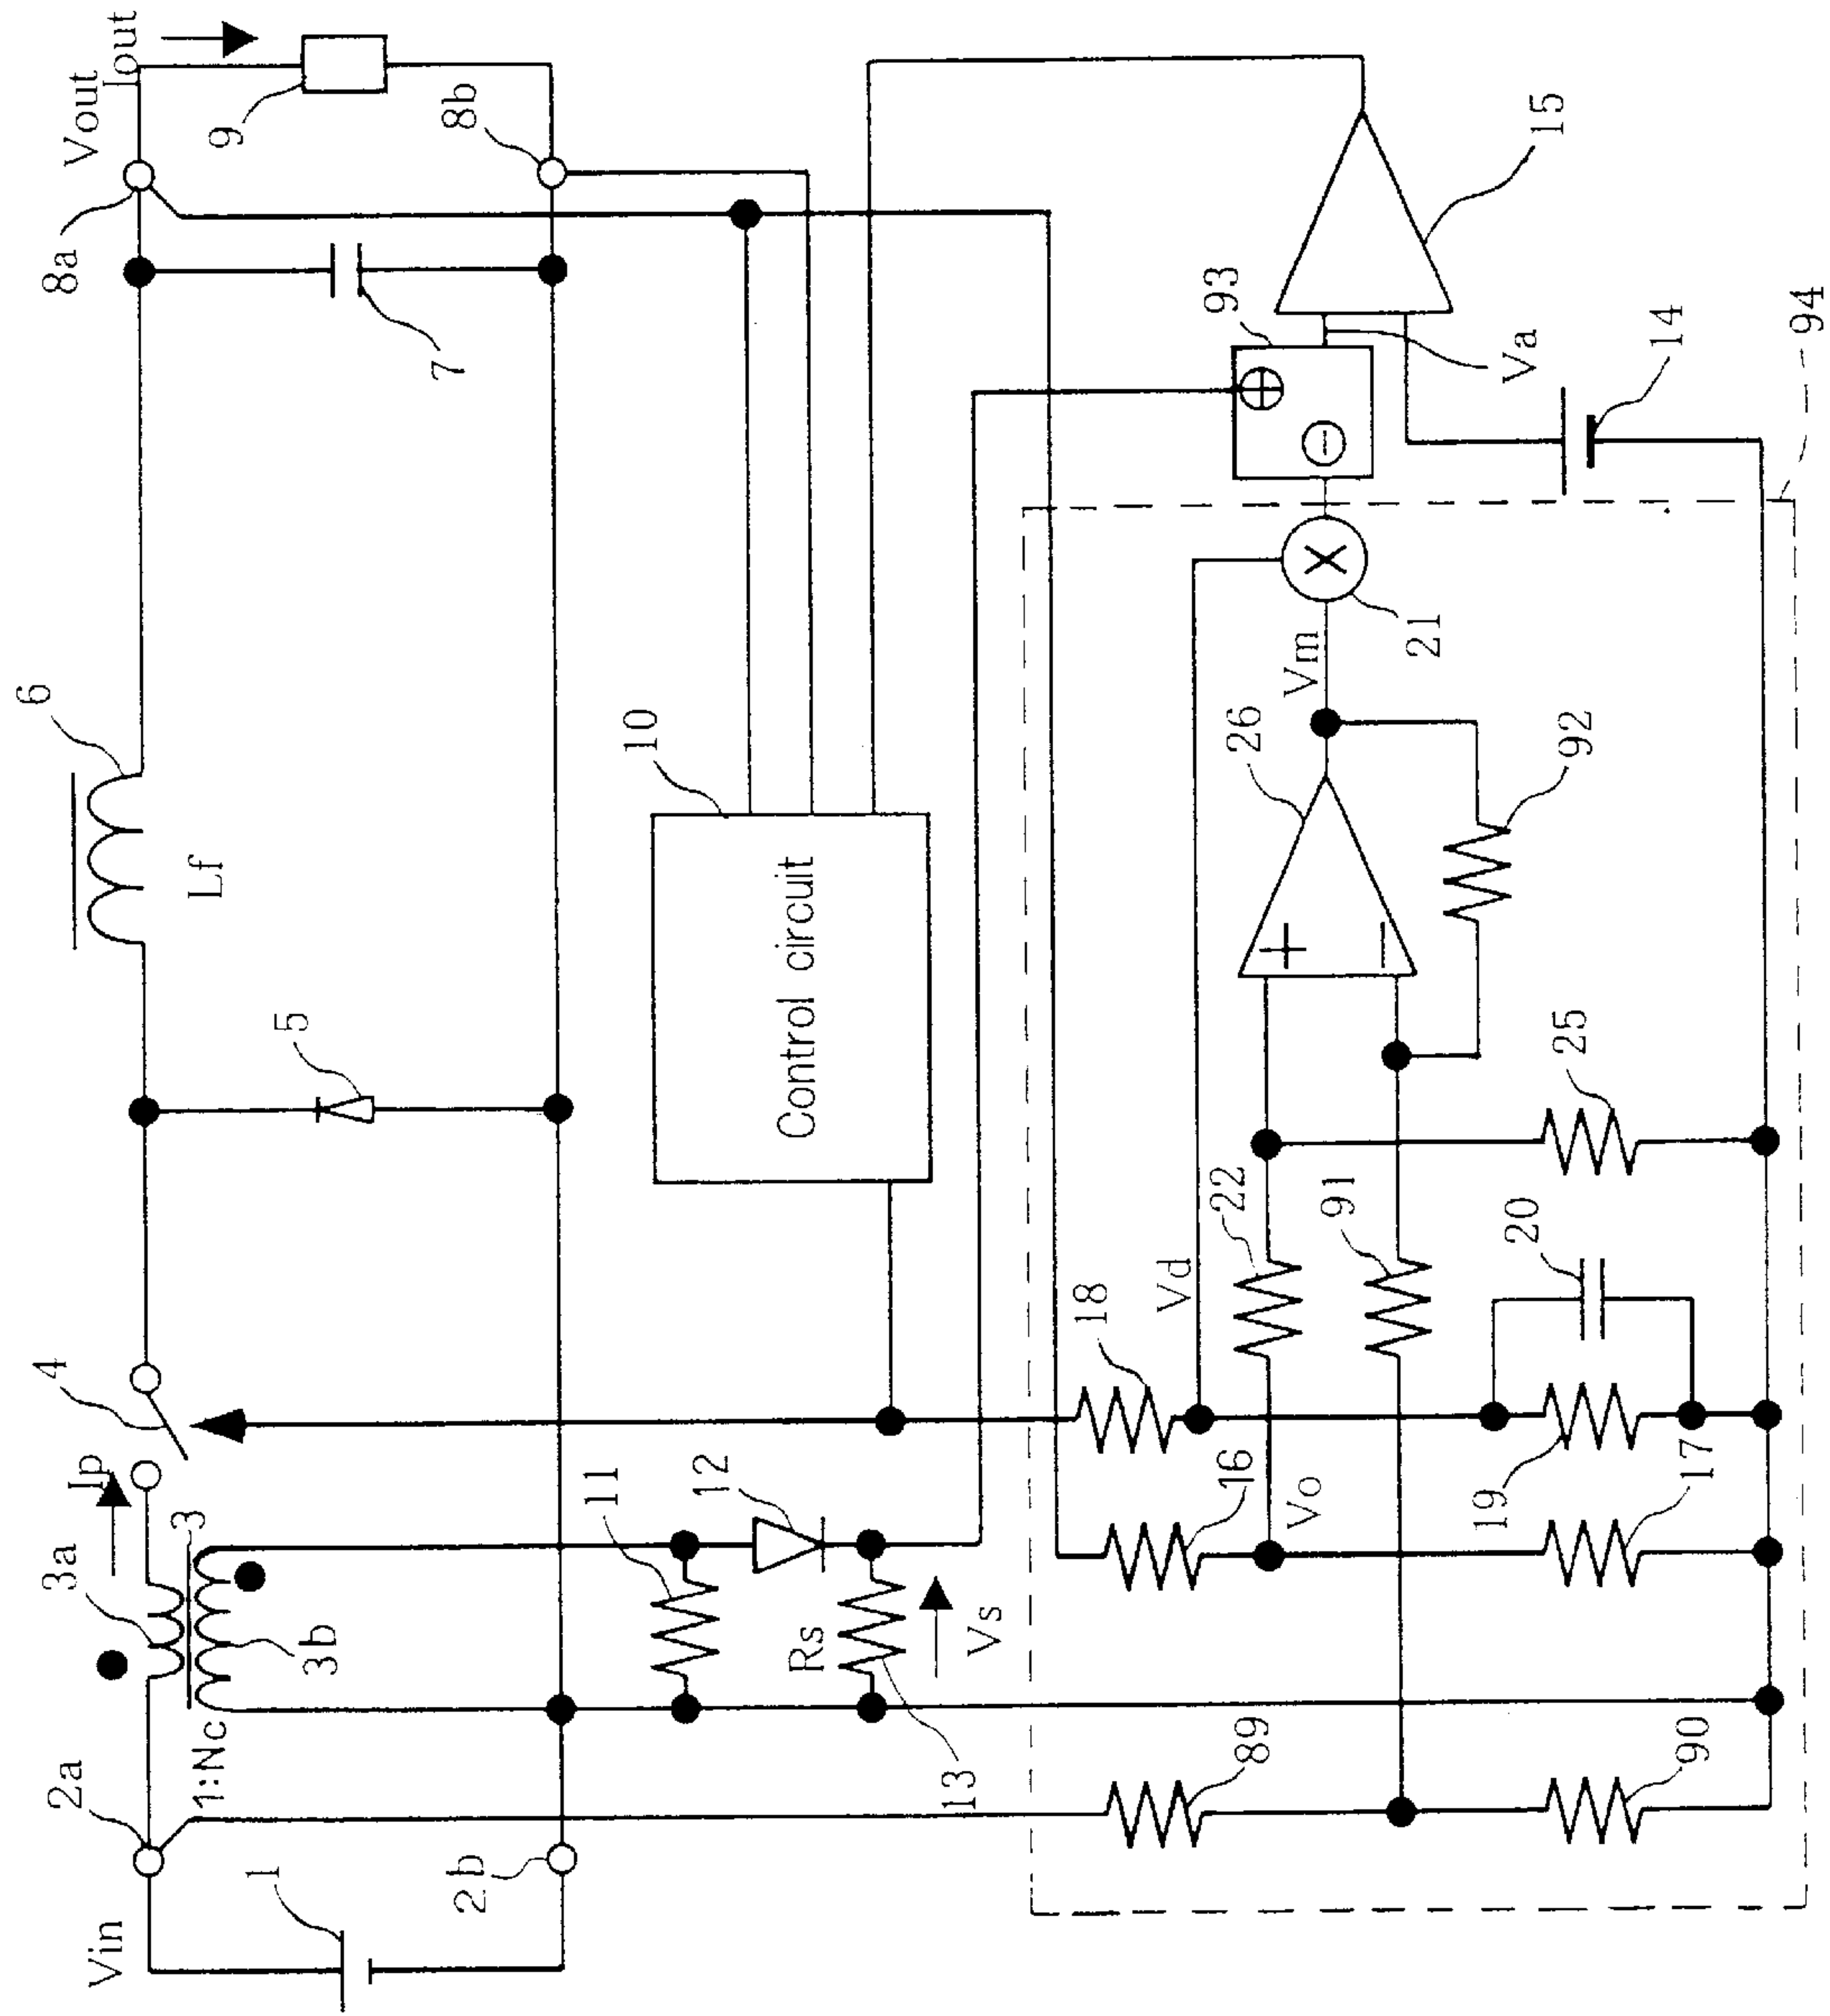 Vin
1
2a
2b
1:Nc
3a
3
3b
Ip
4
5
6
Lf
7
8a
Vout
Iout
9
8b
10
Control circuit
11
12
Rs
13
Vs
18
Vd
16
Vo
22
91
89
90
17
19
20
25
26
+
−
92
Vm
21
X
93
+
−
Va
15
14
94